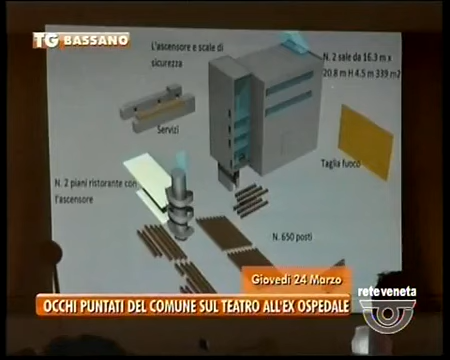 TG BASSANO
L'ascensore e scale di
sicurezza
N. 2 sale da 16.3 m x
20.8 m H 4.5 m 339 m2
Servizi
Taglia fuoco
N. 2 piani ristorante con
l'ascensore
N. 650 posti
Giovedì 24 Marzo
OCCHI PUNTATI DEL COMUNE SUL TEATRO ALL'EX OSPEDALE
reteveneta